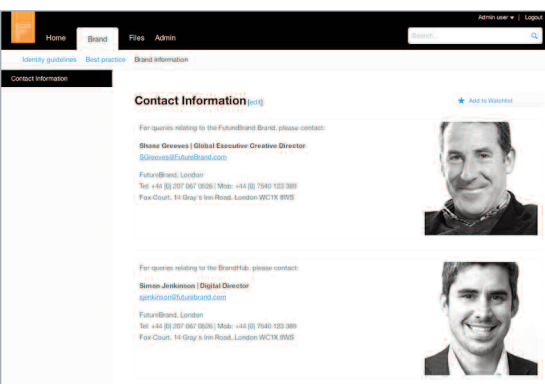 Admin user ▾ | Logout
Home Brand Files Admin
Search...
Identity guidelines Best practice Brand information
Contact Information
Contact Information [edit]
★ Add to Watchlist
For queries relating to the FutureBrand Brand, please contact:
Shane Greeves | Global Executive Creative Director
SGreeves@FutureBrand.com
FutureBrand, London
Tel: +44 [0] 207 067 0026 | Mob: +44 [0] 7540 123 389
Fox Court, 14 Gray's Inn Road, London WC1X 8WS
For queries relating to the BrandHub, please contact:
Simon Jenkinson | Digital Director
sjenkinson@futurebrand.com
FutureBrand, London
Tel: +44 [0] 207 067 0026 | Mob: +44 [0] 7540 123 389
Fox Court, 14 Gray's Inn Road, London WC1X 8WS